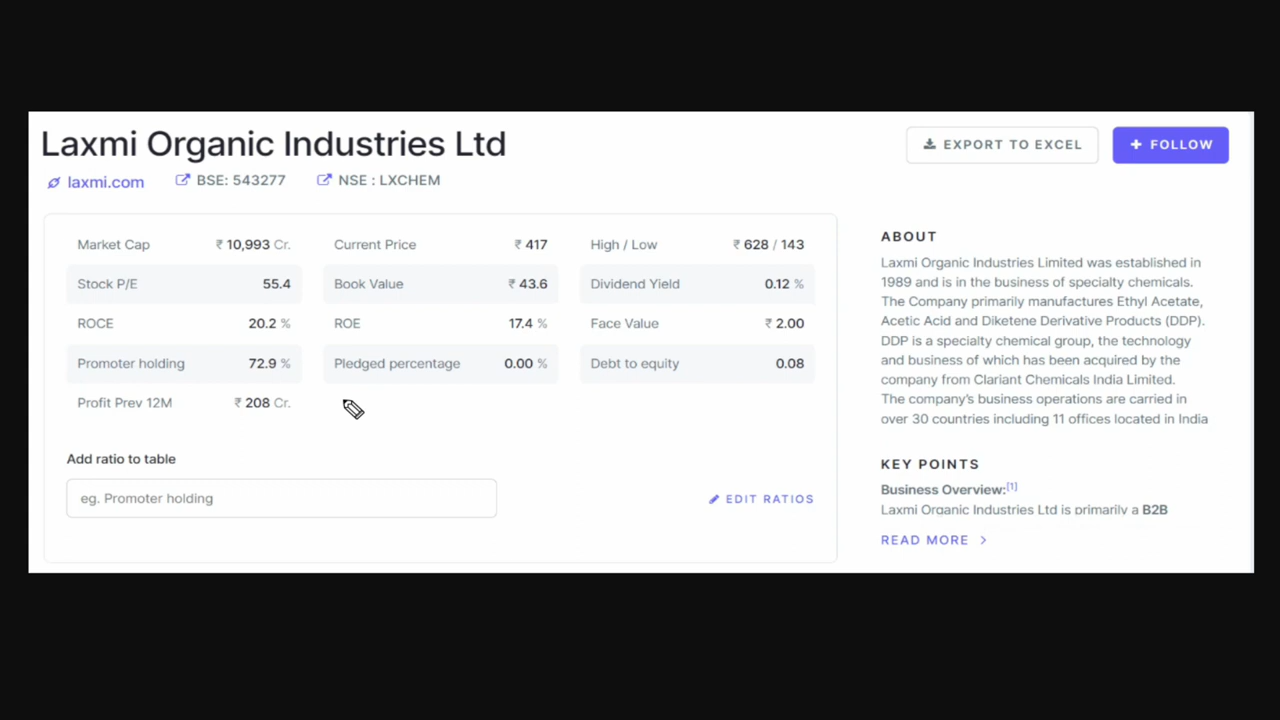 Laxmi Organic Industries Ltd
EXPORT TO EXCEL
+ FOLLOW
laxmi.com BSE: 543277 NSE : LXCHEM
Market Cap ₹ 10,993 Cr. Current Price ₹ 417 High / Low ₹ 628 / 143
Stock P/E 55.4 Book Value ₹ 43.6 Dividend Yield 0.12 %
ROCE 20.2 % ROE 17.4 % Face Value ₹ 2.00
Promoter holding 72.9 % Pledged percentage 0.00 % Debt to equity 0.08
Profit Prev 12M ₹ 208 Cr.
Add ratio to table
eg. Promoter holding
EDIT RATIOS
ABOUT
Laxmi Organic Industries Limited was established in
1989 and is in the business of specialty chemicals.
The Company primarily manufactures Ethyl Acetate,
Acetic Acid and Diketene Derivative Products (DDP).
DDP is a specialty chemical group, the technology
and business of which has been acquired by the
company from Clariant Chemicals India Limited.
The company's business operations are carried in
over 30 countries including 11 offices located in India
KEY POINTS
Business Overview:[1]
Laxmi Organic Industries Ltd is primarily a B2B
READ MORE >